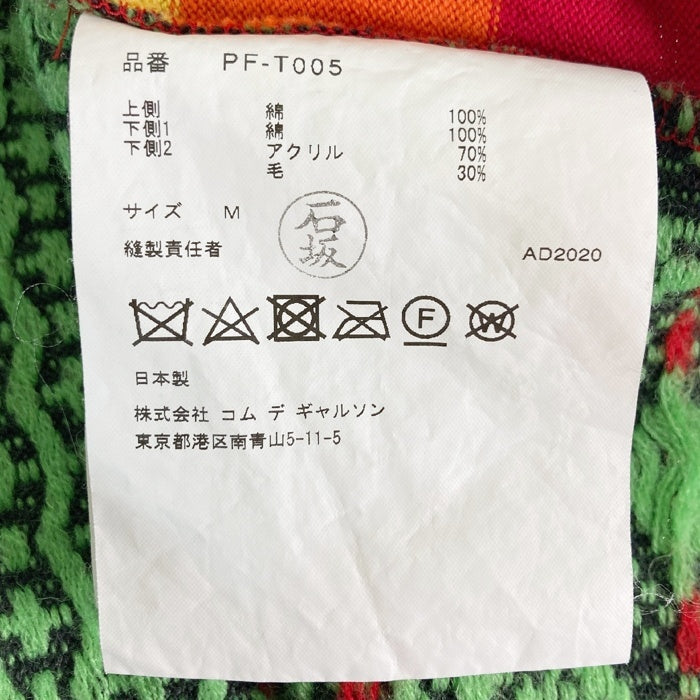 品番 PF-T005
上側 綿 100%
下側1 綿 100%
下側2 アクリル 70%
毛 30%
サイズ M
石坂
縫製責任者 AD2020
F W
日本製
株式会社 コム デ ギャルソン
東京都港区南青山5-11-5